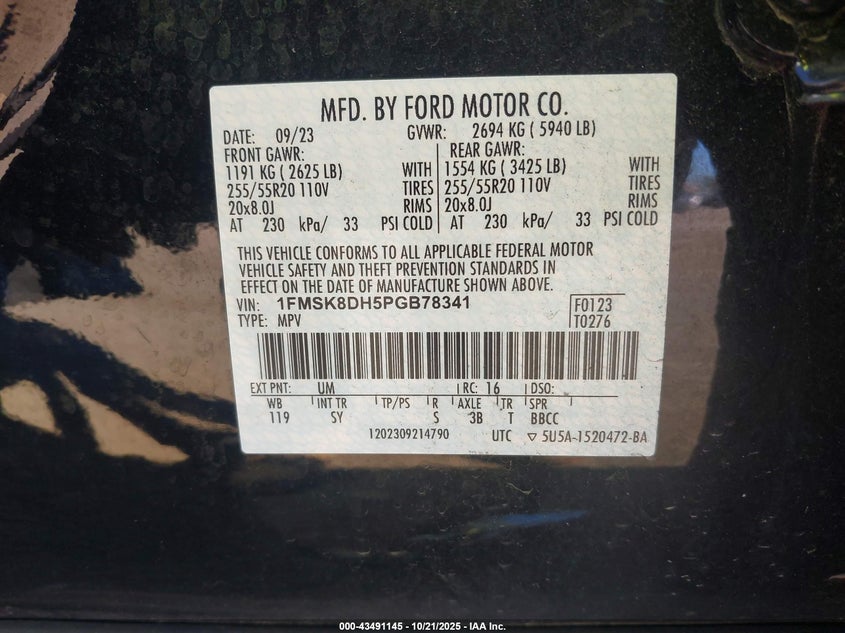 MFD. BY FORD MOTOR CO.
DATE: 09/23 GVWR: 2694 KG ( 5940 LB)
FRONT GAWR: REAR GAWR:
1191 KG ( 2625 LB) WITH 1554 KG ( 3425 LB) WITH
255/55R20 110V TIRES 255/55R20 110V TIRES
20x8.0J RIMS 20x8.0J RIMS
AT 230 kPa/ 33 PSI COLD AT 230 kPa/ 33 PSI COLD
THIS VEHICLE CONFORMS TO ALL APPLICABLE FEDERAL MOTOR
VEHICLE SAFETY AND THEFT PREVENTION STANDARDS IN
EFFECT ON THE DATE OF MANUFACTURE SHOWN ABOVE.
VIN: 1FMSK8DH5PGB78341 F0123
TYPE: MPV T0276
EXT PNT: UM RC: 16 DSO:
WB INT TR TP/PS R AXLE TR SPR
119 SY S 3B T BBCC
1202309214790 UTC ▽ 5U5A-1520472-BA
000-43491145 - 10/21/2025 - IAA Inc.